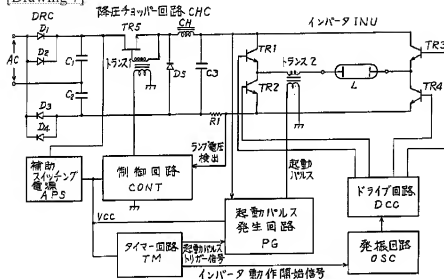 [Drawing 7]
降圧チョッパー回路 CHC
DRC
TR5
CH
インバータ INU
D1
D2
C1
AC
トランス1
D5
C3
TR1
TR2
トランス2
L
TR3
TR4
C2
D3
D4
R1
ランプ電圧
検出
起動
パルス
補助
スイッチング
電源
APS
制御回路
CONT
VCC
起動パルス
発生回路
PG
ドライブ回路
DCG
タイマー回路
TM
起動パルス
トリガー信号
発振回路
OSC
インバータ動作開始信号